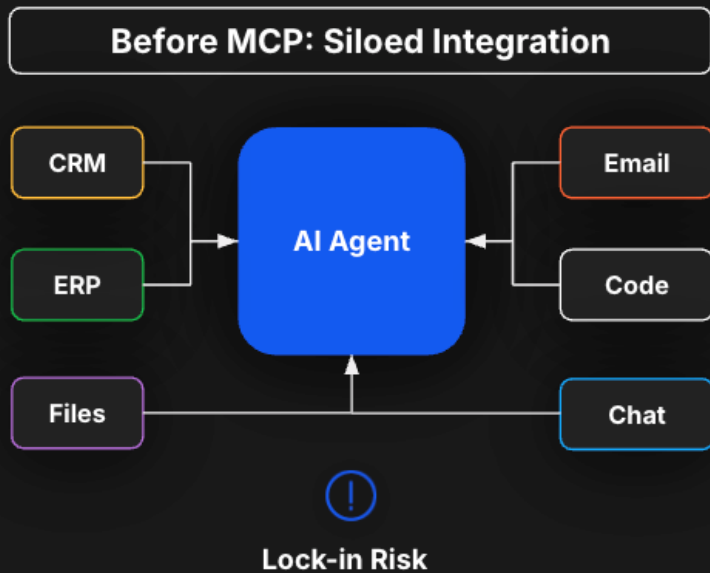 Before MCP: Siloed Integration
CRM
Email
AI Agent
ERP
Code
Files
Chat
Lock-in Risk